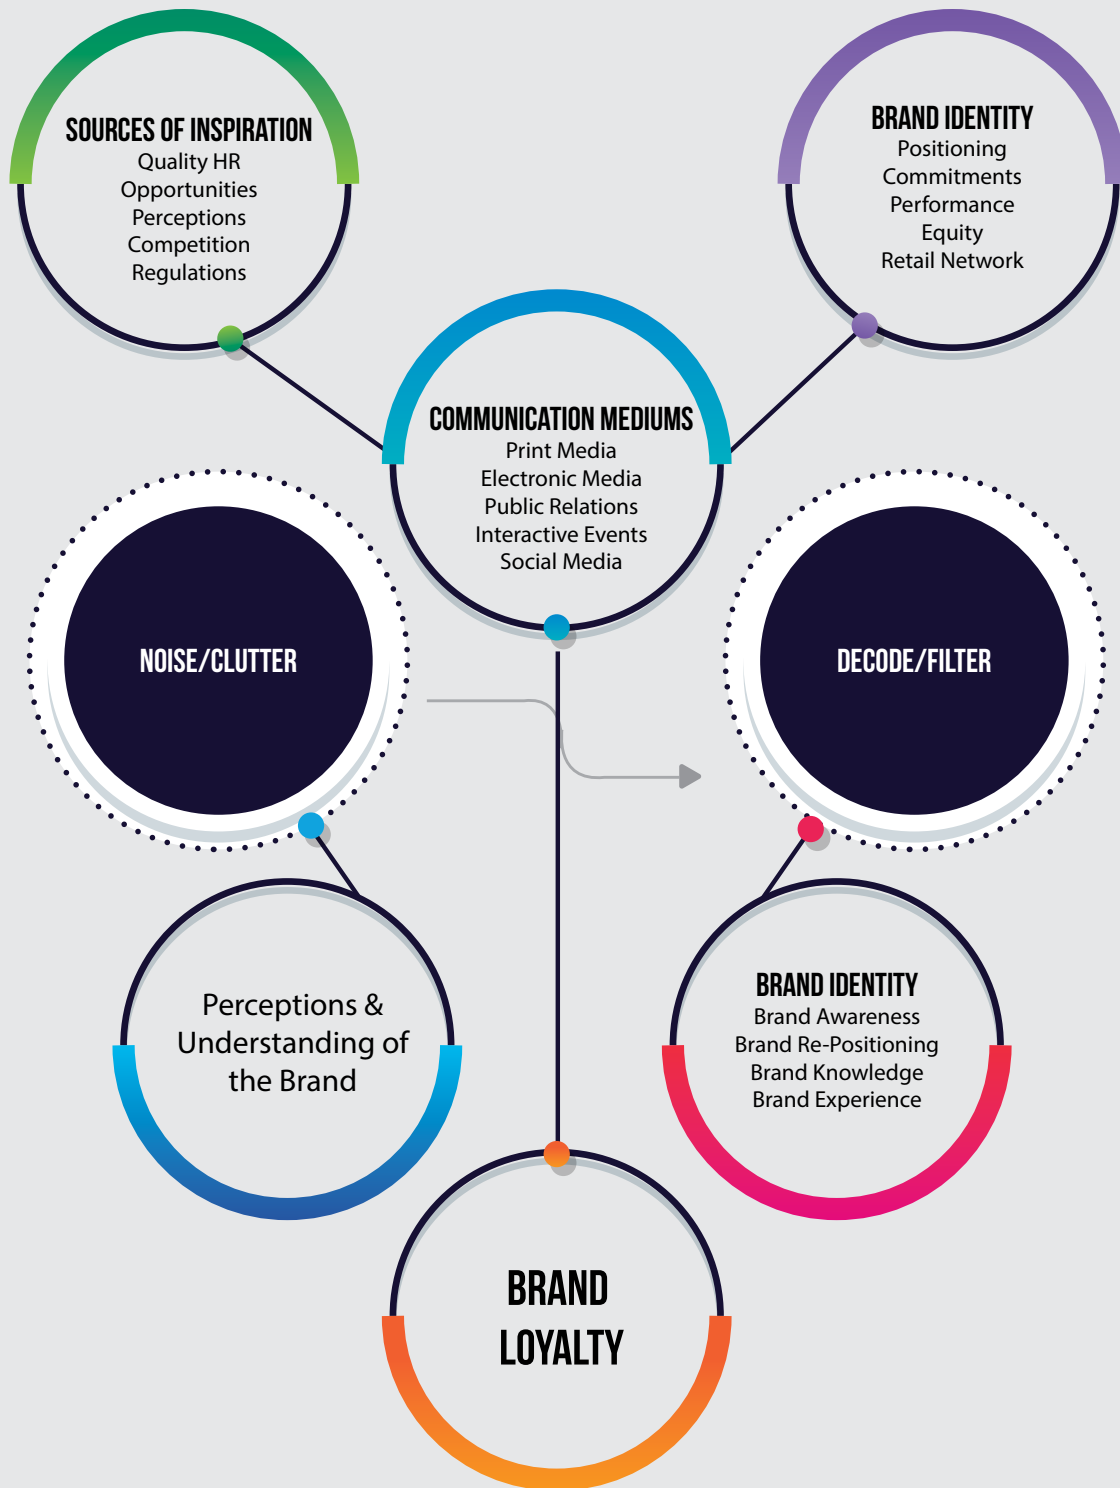 SOURCES OF INSPIRATION
Quality HR
Opportunities
Perceptions
Competition
Regulations
BRAND IDENTITY
Positioning
Commitments
Performance
Equity
Retail Network
COMMUNICATION MEDIUMS
Print Media
Electronic Media
Public Relations
Interactive Events
Social Media
NOISE/CLUTTER
DECODE/FILTER
Perceptions &
Understanding of
the Brand
BRAND IDENTITY
Brand Awareness
Brand Re-Positioning
Brand Knowledge
Brand Experience
BRAND
LOYALTY